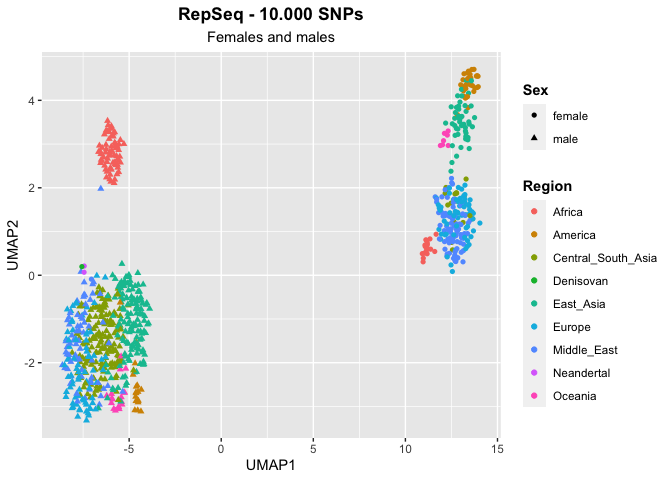 RepSeq - 10.000 SNPs
Females and males
UMAP2
4
2
0
-2
-5
0
5
10
15
UMAP1
Sex
female
male
Region
Africa
America
Central_South_Asia
Denisovan
East_Asia
Europe
Middle_East
Neandertal
Oceania